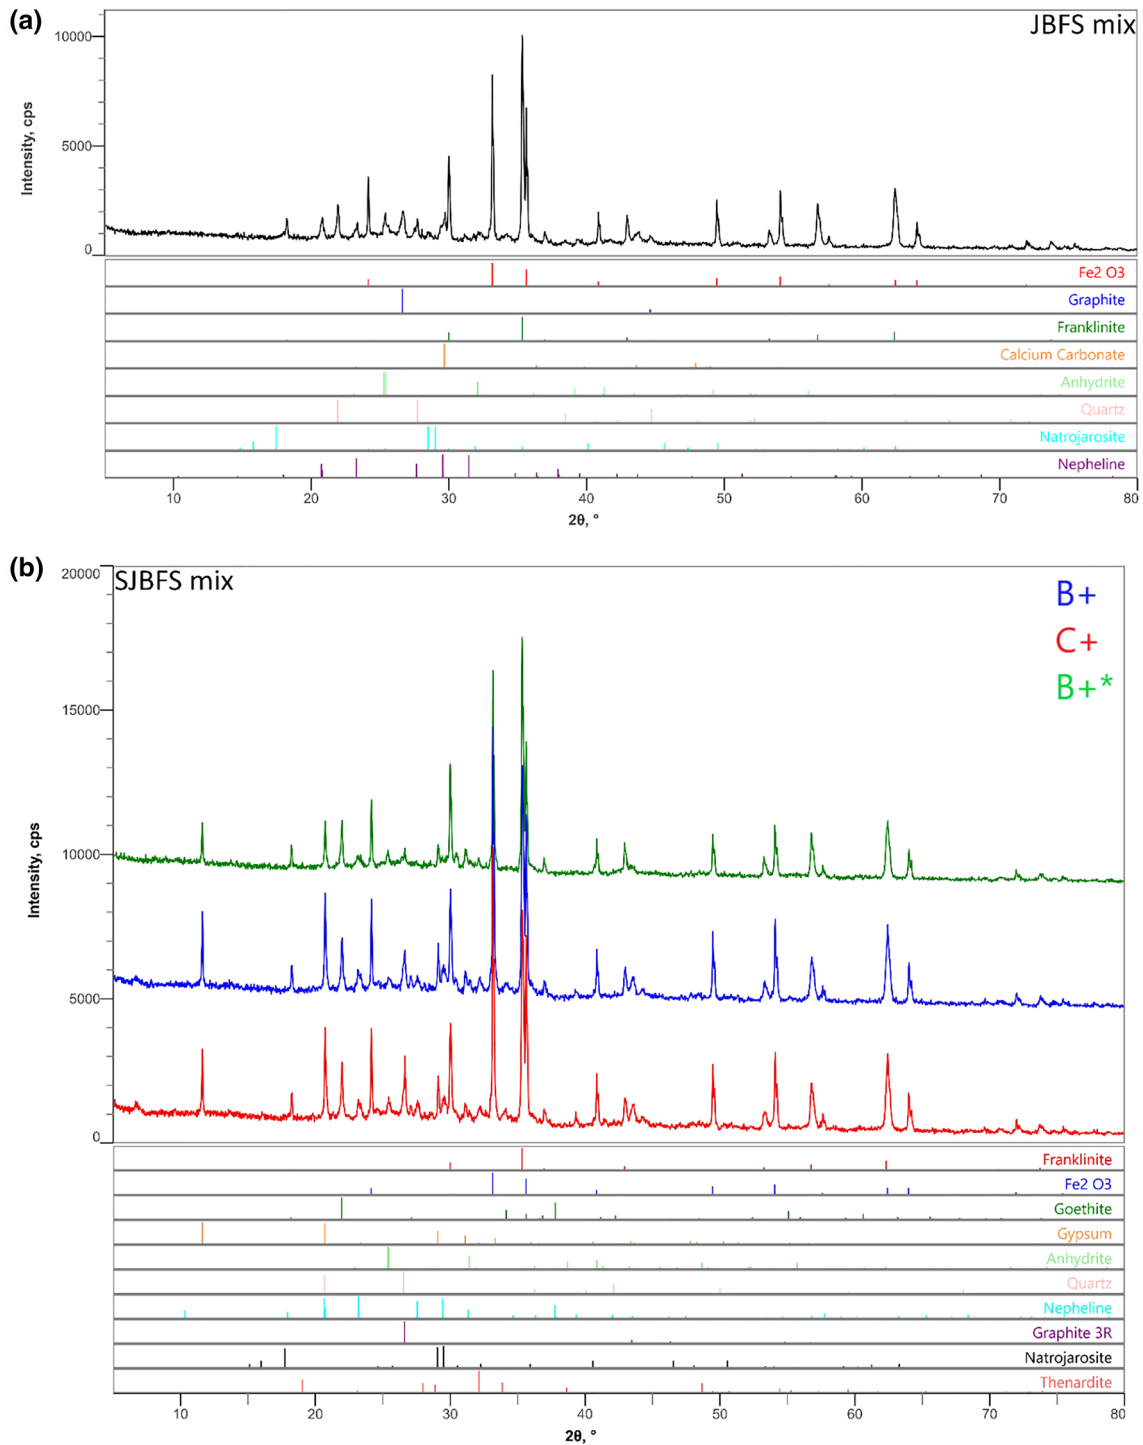 (a)
JBFS mix
10000
5000
0
Intensity, cps
Fe2 O3
Graphite
Franklinite
Calcium Carbonate
Anhydrite
Quartz
Natrojarosite
Nepheline
10 20 30 40 50 60 70 80
2θ, °
(b)
SJBFS mix
B+
C+
B+*
20000
15000
10000
5000
0
Intensity, cps
Franklinite
Fe2 O3
Goethite
Gypsum
Anhydrite
Quartz
Nepheline
Graphite 3R
Natrojarosite
Thenardite
10 20 30 40 50 60 70 80
2θ, °